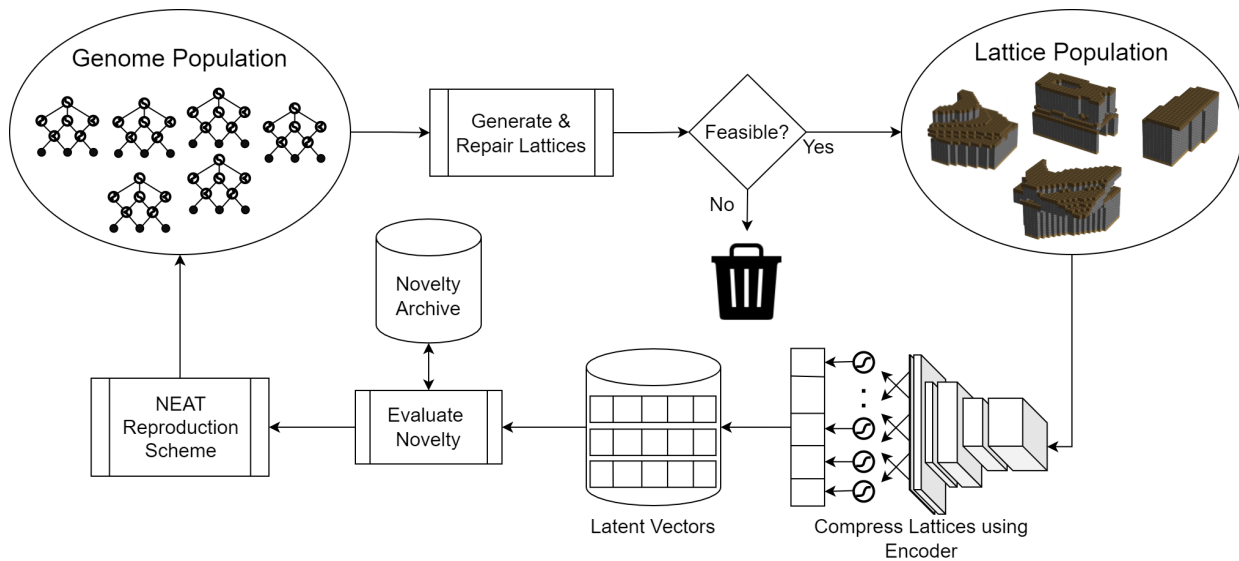 Genome Population
Generate &
Repair Lattices
Feasible?
Yes
No
Lattice Population
Novelty
Archive
NEAT
Reproduction
Scheme
Evaluate
Novelty
Latent Vectors
Compress Lattices using
Encoder